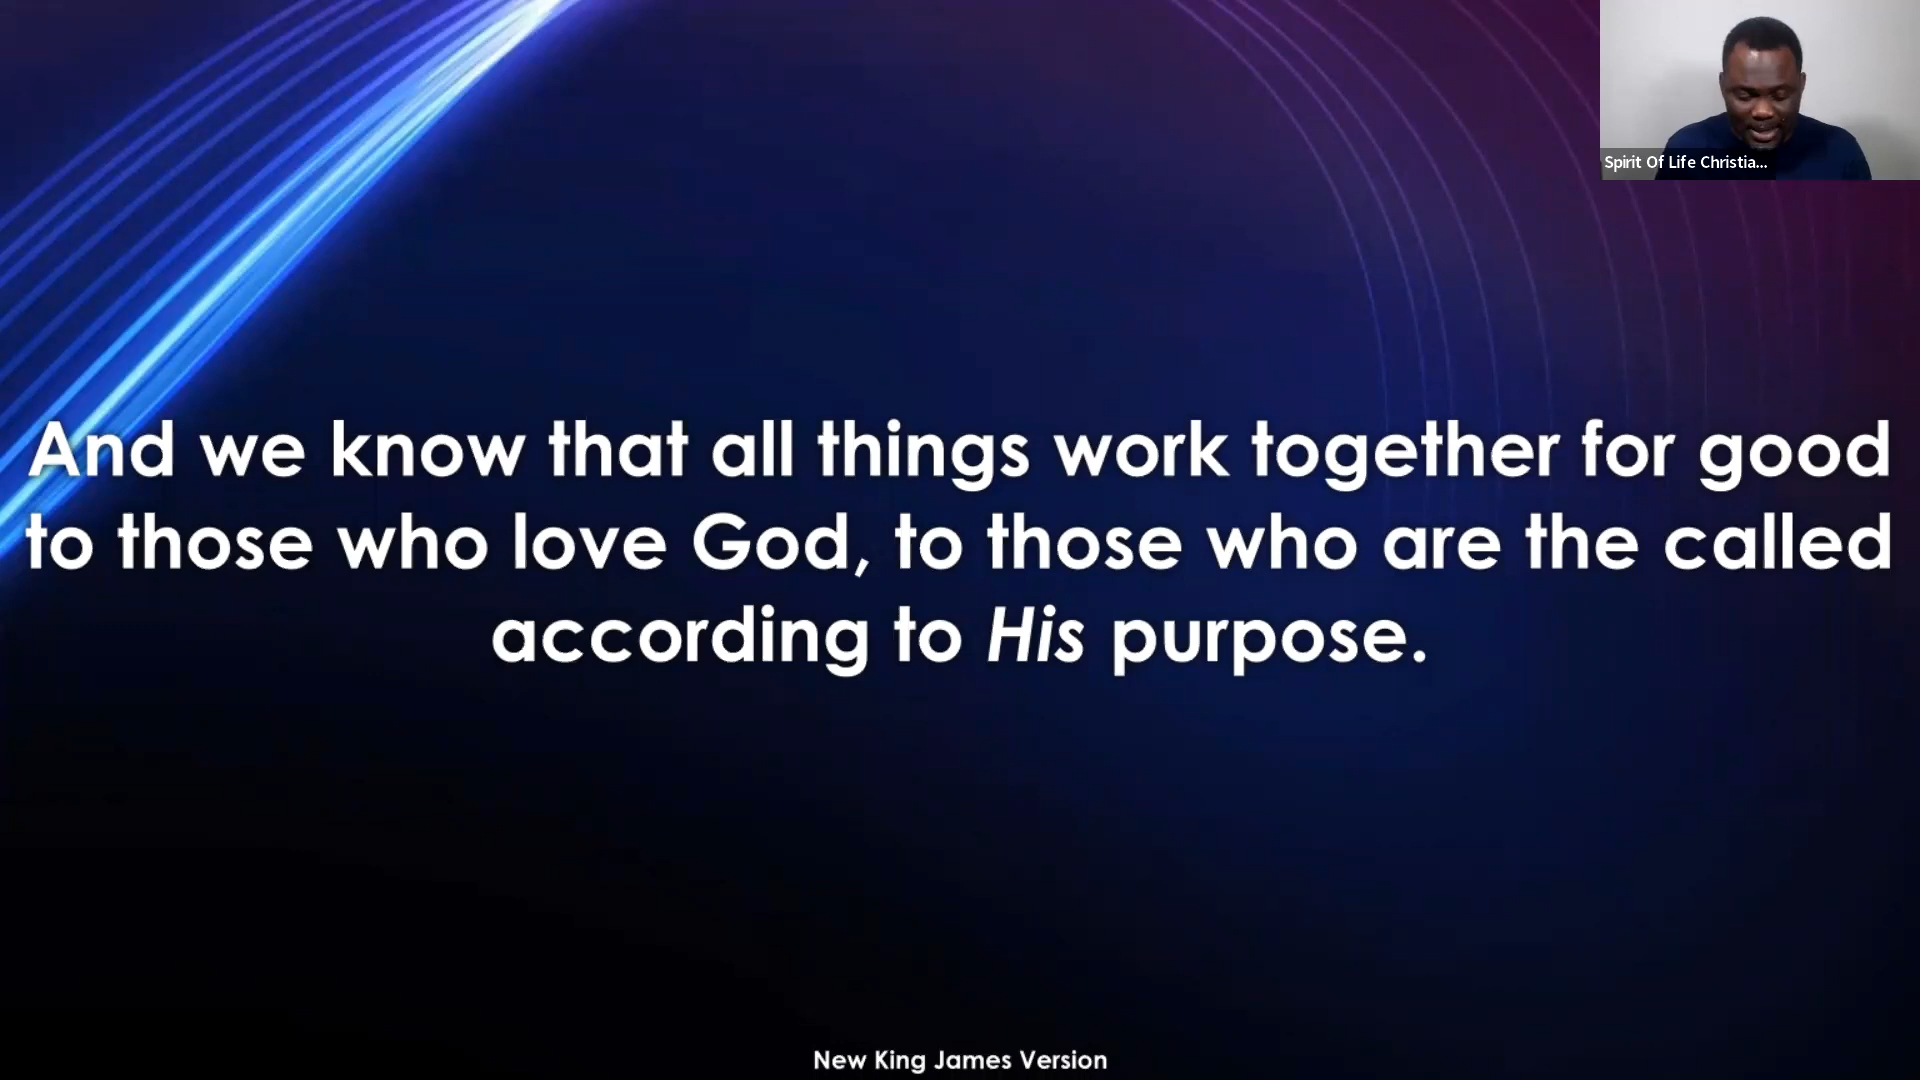 Spirit Of Life Christia...
And we know that all things work together for good
to those who love God, to those who are the called
according to His purpose.
New King James Version